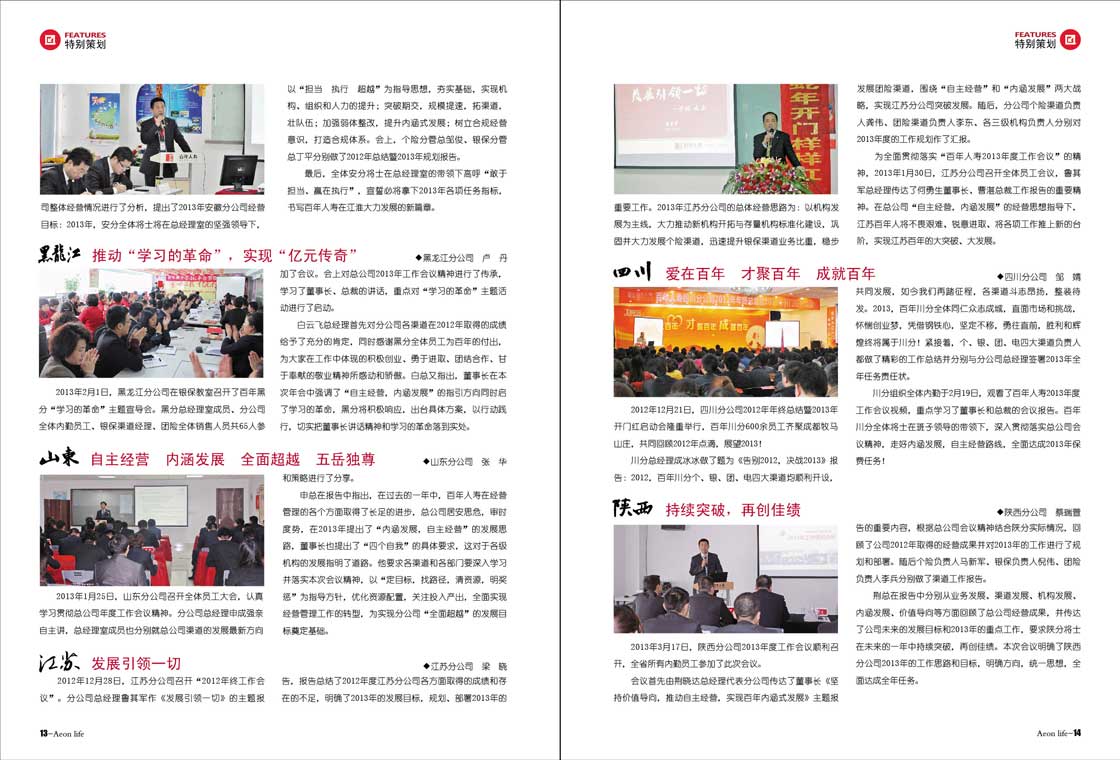 FEATURES
特别策划
司整体经营情况进行了分析，提出了2013年安徽分公司经营
目标：2013年，安分全体将士将在总经理室的坚强领导下，
以“担当　执行　超越”为指导思想，夯实基础，实现机
构、组织和人力的提升；突破期交，规模提速，拓渠道，
壮队伍；加强弱体整改，提升内涵式发展；树立合规经营
意识，打造合规体系。会上，个险分管总邹俊、银保分管
总丁平分别做了2012年总结暨2013年规划报告。
最后，全体安分将士在总经理室的带领下高呼“敢于
担当、赢在执行”，宣誓必将拿下2013年各项任务指标，
书写百年人寿在江淮大力发展的新篇章。
黑龍江 推动“学习的革命”，实现“亿元传奇”
◆黑龙江分公司　卢　丹
2013年2月1日，黑龙江分公司在银保教室召开了百年黑
分“学习的革命”主题宣导会。黑分总经理室成员、分公司
全体内勤员工、银保渠道经理、团险全体销售人员共65人参
加了会议。会上对总公司2013年工作会议精神进行了传承，
学习了董事长、总裁的讲话，重点对“学习的革命”主题活
动进行了启动。
白云飞总经理首先对分公司各渠道在2012年取得的成绩
给予了充分的肯定，同时感谢黑分全体员工为百年的付出，
为大家在工作中体现的积极创业、勇于进取、团结合作、甘
于奉献的敬业精神所感动和骄傲。白总又指出，董事长在本
次年会中强调了“自主经营，内涵发展”的指引方向同时启
了学习的革命，黑分将积极响应，出台具体方案，以行动践
行，切实把董事长讲话精神和学习的革命落到实处。
山東 自主经营　内涵发展　全面超越　五岳独尊
◆山东分公司　张　华
2013年1月25日，山东分公司召开全体员工大会，认真
学习贯彻总公司年度工作会议精神。分公司总经理申成强亲
自主讲，总经理室成员也分别就总公司渠道的发展最新方向
和策略进行了分享。
申总在报告中指出，在过去的一年中，百年人寿在经营
管理的各个方面取得了长足的进步，总公司居安思危，审时
度势，在2013年提出了“内涵发展，自主经营”的发展思
路，董事长也提出了“四个自我”的具体要求，这对于各级
机构的发展指明了道路。他要求各渠道和各部门要深入学习
并落实本次会议精神，以“定目标，找路径，清资源，明奖
惩”为指导方针，优化资源配置，关注投入产出，全面实现
经营管理工作的转型，为实现分公司“全面超越”的发展目
标奠定基础。
江苏 发展引领一切
◆江苏分公司　梁　晓
2012年12月28日，江苏分公司召开“2012年终工作会
议”。分公司总经理鲁其军作《发展引领一切》的主题报
告，报告总结了2012年度江苏分公司各方面取得的成绩和存
在的不足，明确了2013年的发展目标，规划、部署2013年的
13-Aeon life
FEATURES
特别策划
重要工作。2013年江苏分公司的总体经营思路为：以机构发
展为主线，大力推动新机构开拓与存量机构标准化建设，巩
固并大力发展个险渠道，迅速提升银保渠道业务比重，稳步
发展团险渠道，围绕“自主经营”和“内涵发展”两大战
略，实现江苏分公司突破发展。随后，分公司个险渠道负责
人龚伟、团险渠道负责人李东、各三级机构负责人分别对
2013年度的工作规划作了汇报。
为全面贯彻落实“百年人寿2013年度工作会议”的精
神，2013年1月30日，江苏分公司召开全体员工会议，鲁其
军总经理传达了何勇生董事长，曹湛总裁工作报告的重要精
神。在总公司“自主经营，内涵发展”的经营思想指导下，
江苏百年人将不畏艰难、锐意进取、将各项工作推上新的台
阶，实现江苏百年的大突破、大发展。
四川 爱在百年　才聚百年　成就百年
◆四川分公司　邹　婧
2012年12月21日，四川分公司2012年年终总结暨2013年
开门红启动会隆重举行，百年川分600余员工齐聚成都牧马
山庄，共同回顾2012年点滴，展望2013！
川分总经理成冰冰做了题为《告别2012，决战2013》报
告：2012，百年川分个、银、团、电四大渠道均顺利开设，
共同发展，如今我们再踏征程，各渠道斗志昂扬，整装待
发。2013，百年川分全体同仁众志成城，直面市场和挑战，
怀惴创业梦，凭借钢铁心，坚定不移，勇往直前，胜利和辉
煌终将属于川分！紧接着，个、银、团、电四大渠道负责人
都做了精彩的工作总结并分别与分公司总经理签署2013年全
年任务责任状。
川分组织全体内勤于2月19日，观看了百年人寿2013年度
工作会议视频，重点学习了董事长和总裁的会议报告。百年
川分全体将士在班子领导的带领下，深入贯彻落实总公司会
议精神，走好内涵发展，自主经营路线，全面达成2013年保
费任务！
陕西 持续突破，再创佳绩
◆陕西分公司　蔡瑞萱
2013年3月17日，陕西分公司2013年度工作会议顺利召
开，全省所有内勤员工参加了此次会议。
会议首先由荆晓达总经理代表分公司传达了董事长《坚
持价值导向，推动自主经营，实现百年内涵式发展》主题报
告的重要内容，根据总公司会议精神结合陕分实际情况，回
顾了公司2012年取得的经营成果并对2013年的工作进行了规
划和部署。随后个险负责人马新军、银保负责人倪伟、团险
负责人李兵分别做了渠道工作报告。
荆总在报告中分别从业务发展、渠道发展、机构发展、
内涵发展、价值导向等方面回顾了总公司经营成果，并传达
了公司未来的发展目标和2013年的重点工作，要求陕分将士
在未来的一年中持续突破，再创佳绩。本次会议明确了陕西
分公司2013年的工作思路和目标，明确方向，统一思想，全
面达成全年任务。
Aeon life-14